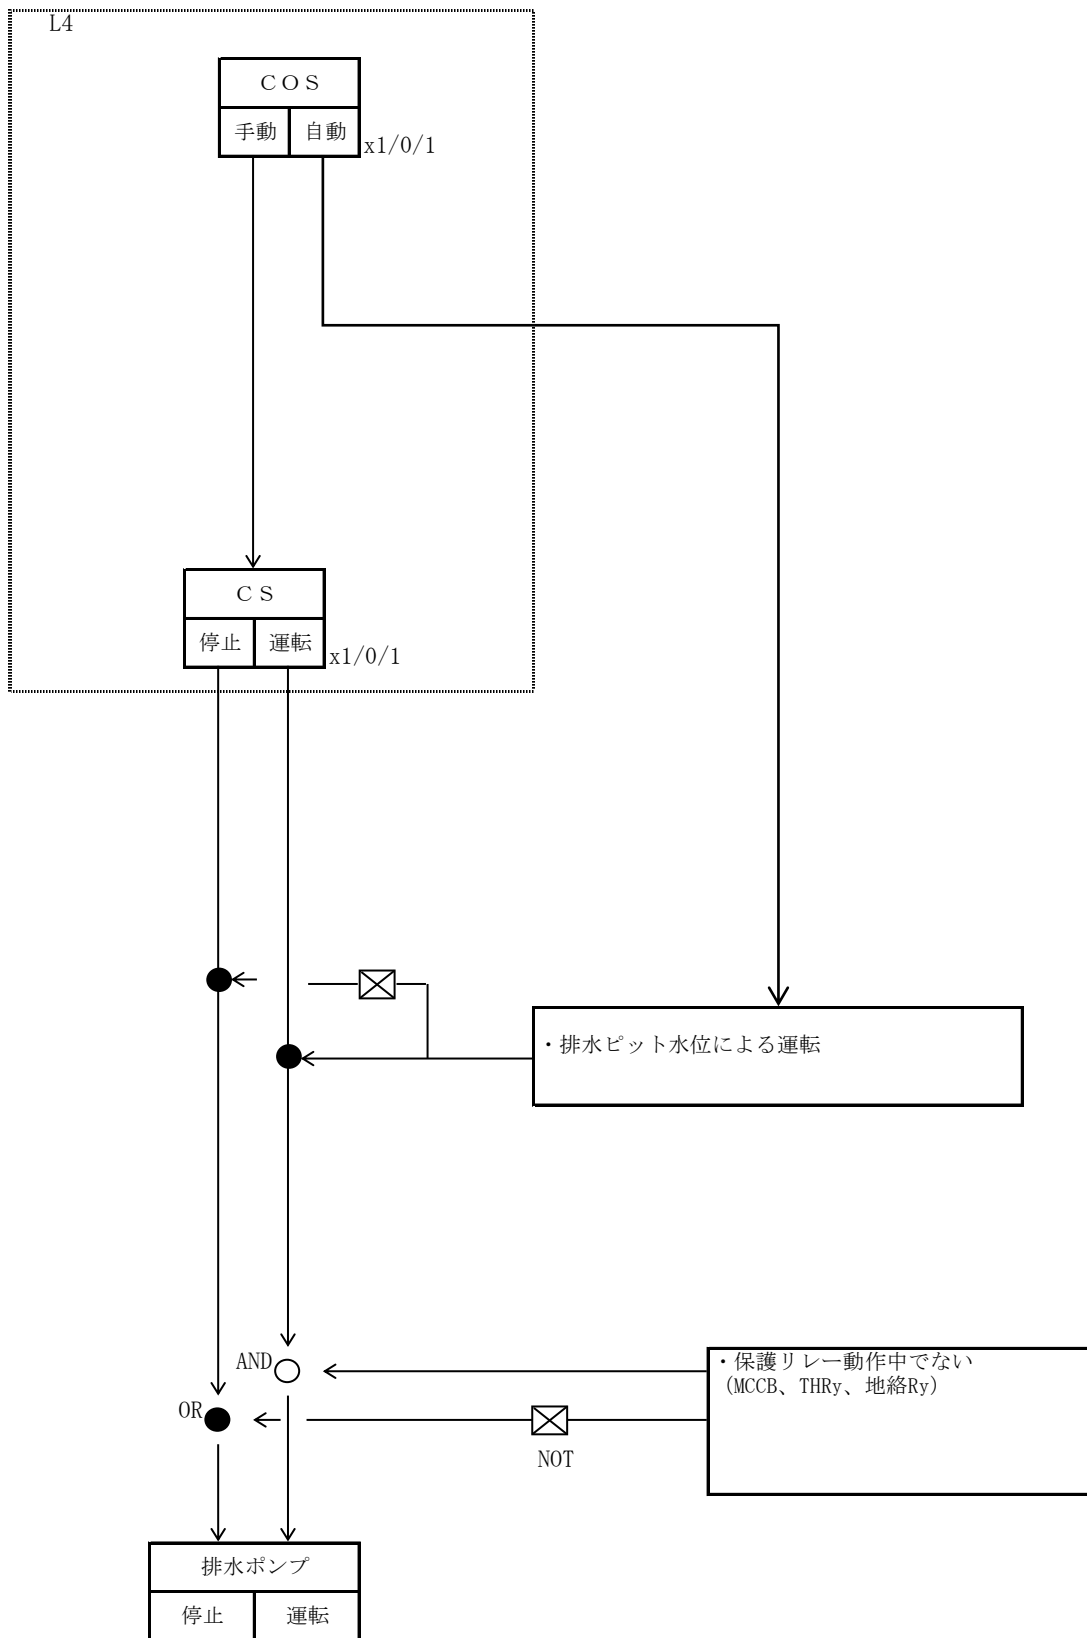 L4
ＣＯＳ
手動 自動
x1/0/1
ＣＳ
停止 運転
x1/0/1
・排水ピット水位による運転
AND
・保護リレー動作中でない
(MCCB、THRy、地絡Ry)
OR
NOT
排水ポンプ
停止 運転